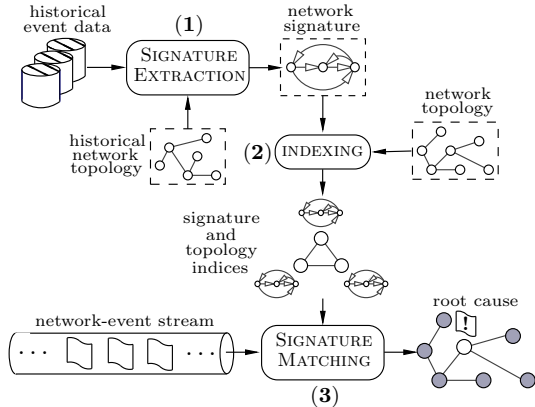 historical
event data
(1)
SIGNATURE
EXTRACTION
network
signature
historical
network
topology
(2)
INDEXING
network
topology
signature
and
topology
indices
network-event stream
· · ·
· · ·
SIGNATURE
MATCHING
(3)
root cause
!